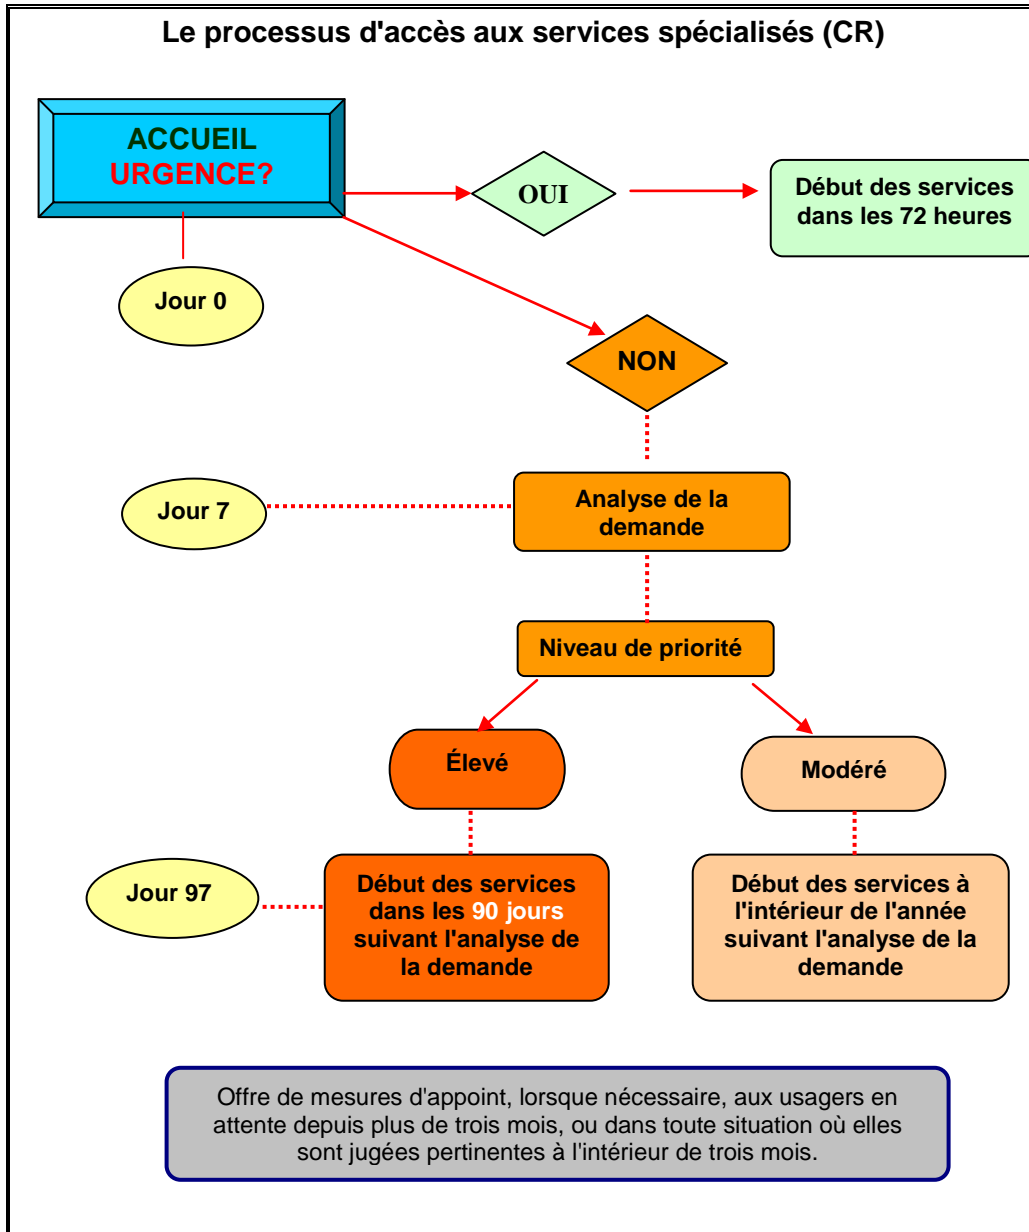 Le processus d'accès aux services spécialisés (CR)
ACCUEIL
URGENCE?
OUI
Début des services
dans les 72 heures
Jour 0
NON
Jour 7
Analyse de la
demande
Niveau de priorité
Élevé
Modéré
Jour 97
Début des services
dans les 90 jours
suivant l'analyse de
la demande
Début des services à
l'intérieur de l'année
suivant l'analyse de la
demande
Offre de mesures d'appoint, lorsque nécessaire, aux usagers en
attente depuis plus de trois mois, ou dans toute situation où elles
sont jugées pertinentes à l'intérieur de trois mois.